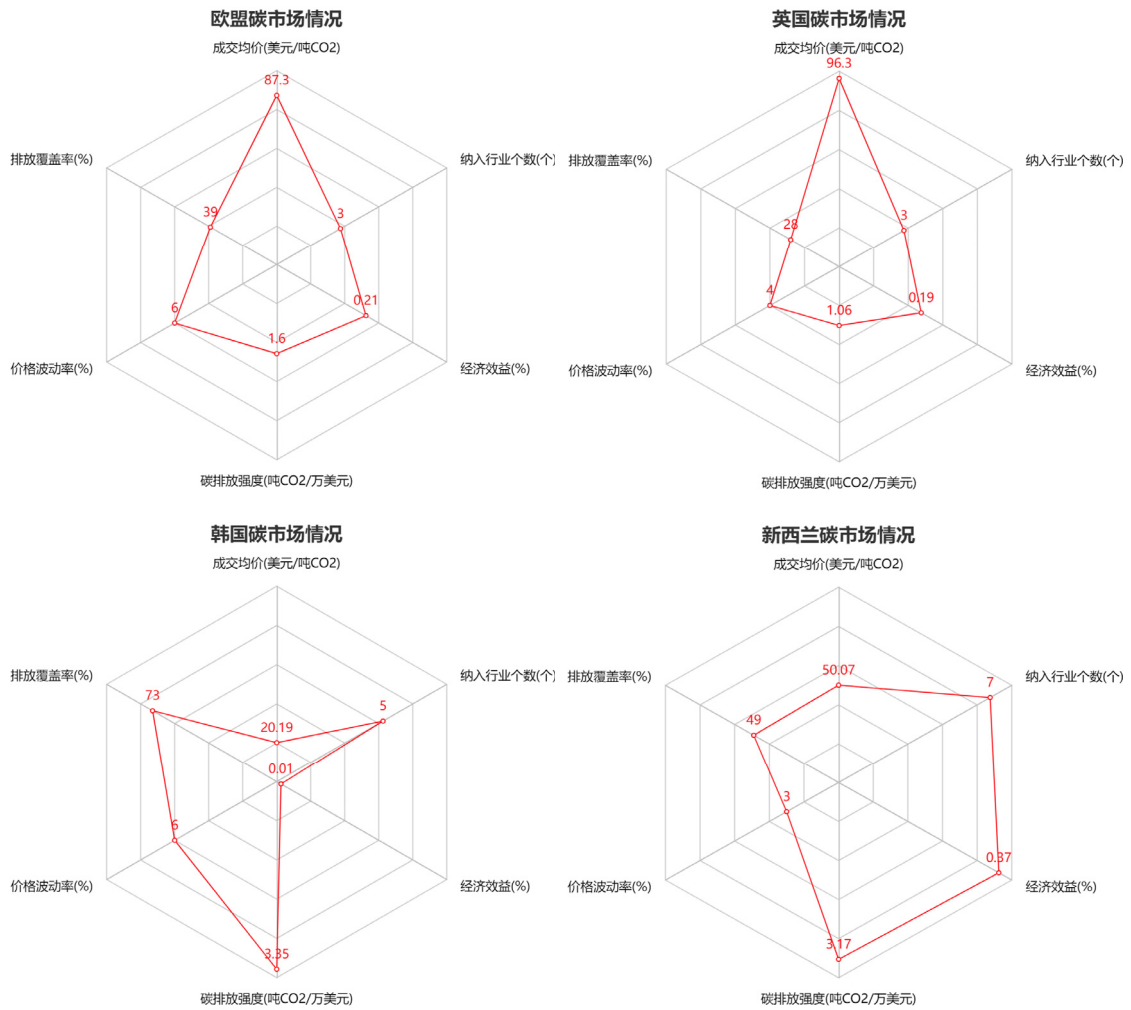 欧盟碳市场情况
成交均价(美元/吨CO2)
87.3
排放覆盖率(%)
纳入行业个数(个)
39
3
6
0.21
1.6
价格波动率(%)
经济效益(%)
碳排放强度(吨CO2/万美元)
英国碳市场情况
成交均价(美元/吨CO2)
96.3
排放覆盖率(%)
纳入行业个数(个)
28
3
4
0.19
1.06
价格波动率(%)
经济效益(%)
碳排放强度(吨CO2/万美元)
韩国碳市场情况
成交均价(美元/吨CO2)
排放覆盖率(%)
纳入行业个数(个)
73
5
20.19
0.01
6
价格波动率(%)
经济效益(%)
3.35
碳排放强度(吨CO2/万美元)
新西兰碳市场情况
成交均价(美元/吨CO2)
50.07
排放覆盖率(%)
纳入行业个数(个)
7
49
3
0.37
价格波动率(%)
经济效益(%)
3.17
碳排放强度(吨CO2/万美元)